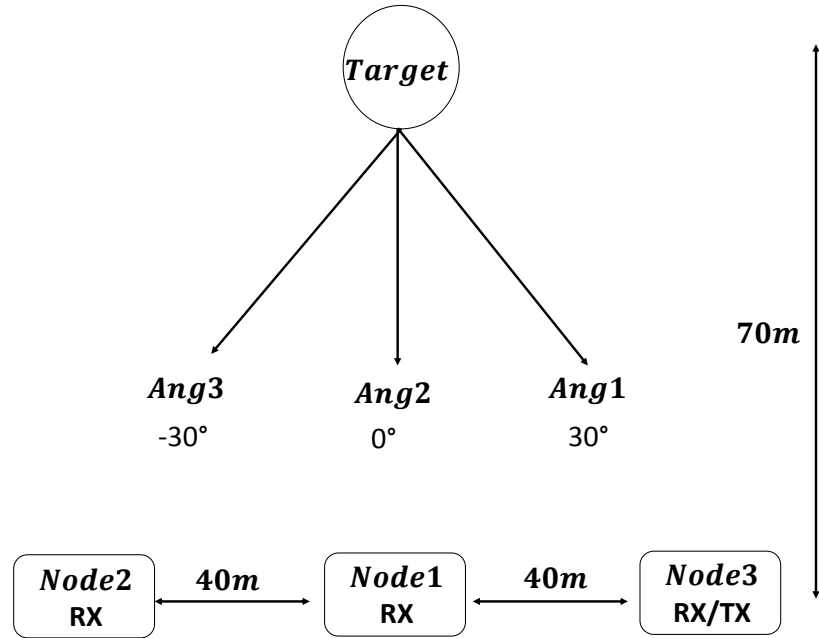 Target
70m
Ang3
Ang2
Ang1
-30°
0°
30°
Node2
RX
40m
Node1
RX
40m
Node3
RX/TX